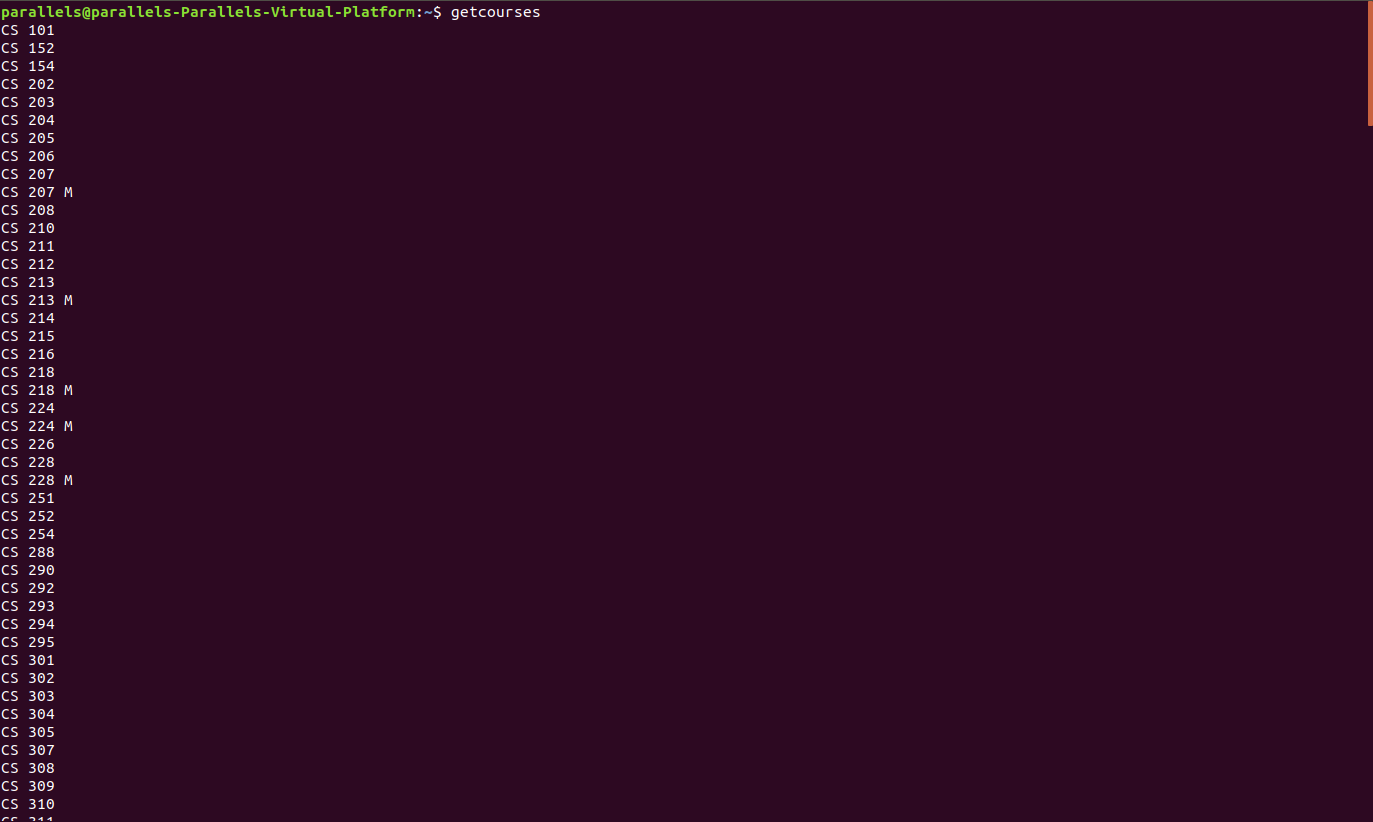 parallels@parallels-Parallels-Virtual-Platform:~$ getcourses
CS 101
CS 152
CS 154
CS 202
CS 203
CS 204
CS 205
CS 206
CS 207
CS 207 M
CS 208
CS 210
CS 211
CS 212
CS 213
CS 213 M
CS 214
CS 215
CS 216
CS 218
CS 218 M
CS 224
CS 224 M
CS 226
CS 228
CS 228 M
CS 251
CS 252
CS 254
CS 288
CS 290
CS 292
CS 293
CS 294
CS 295
CS 301
CS 302
CS 303
CS 304
CS 305
CS 307
CS 308
CS 309
CS 310
CS 311